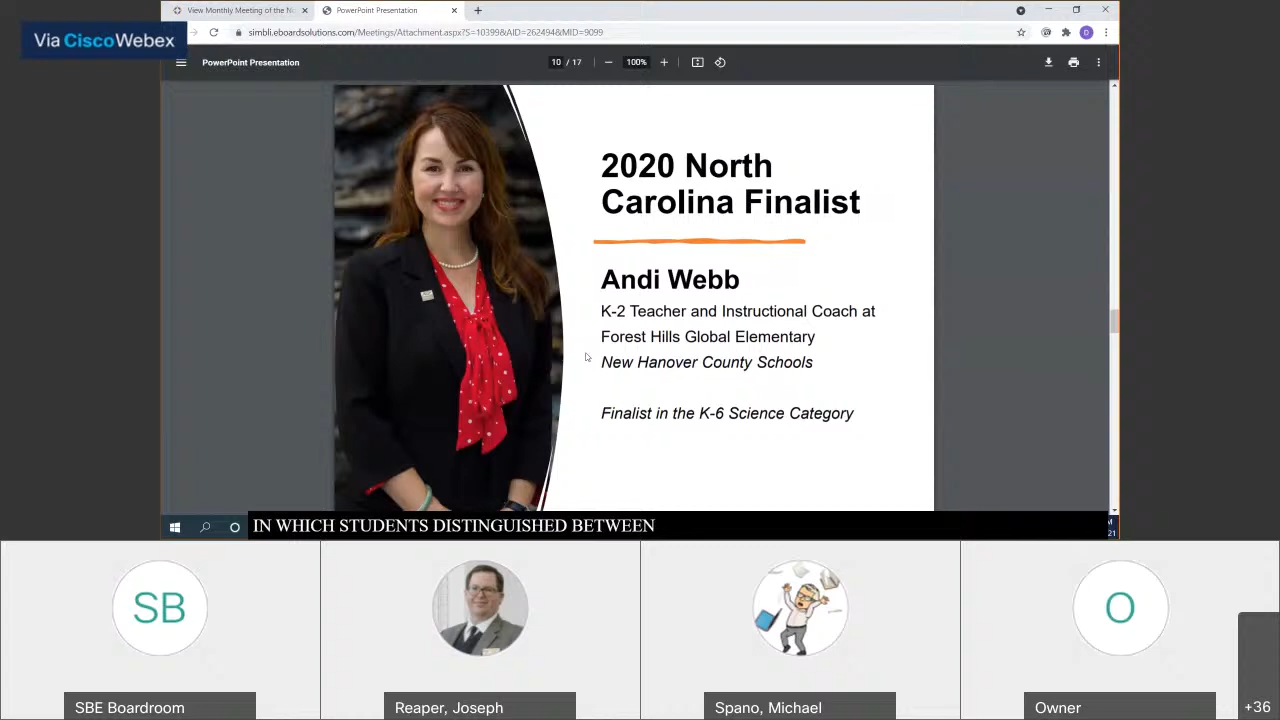 View Monthly Meeting of the No
PowerPoint Presentation
Via CiscoWebex
simbli.eboardsolutions.com/Meetings/Attachment.aspx?S=10399&AID=262494&MID=9099
D
PowerPoint Presentation
10 / 17
100%
2020 North
Carolina Finalist
Andi Webb
K-2 Teacher and Instructional Coach at
Forest Hills Global Elementary
New Hanover County Schools
Finalist in the K-6 Science Category
IN WHICH STUDENTS DISTINGUISHED BETWEEN
M
21
SB
O
SBE Boardroom
Reaper, Joseph
Spano, Michael
Owner
+36